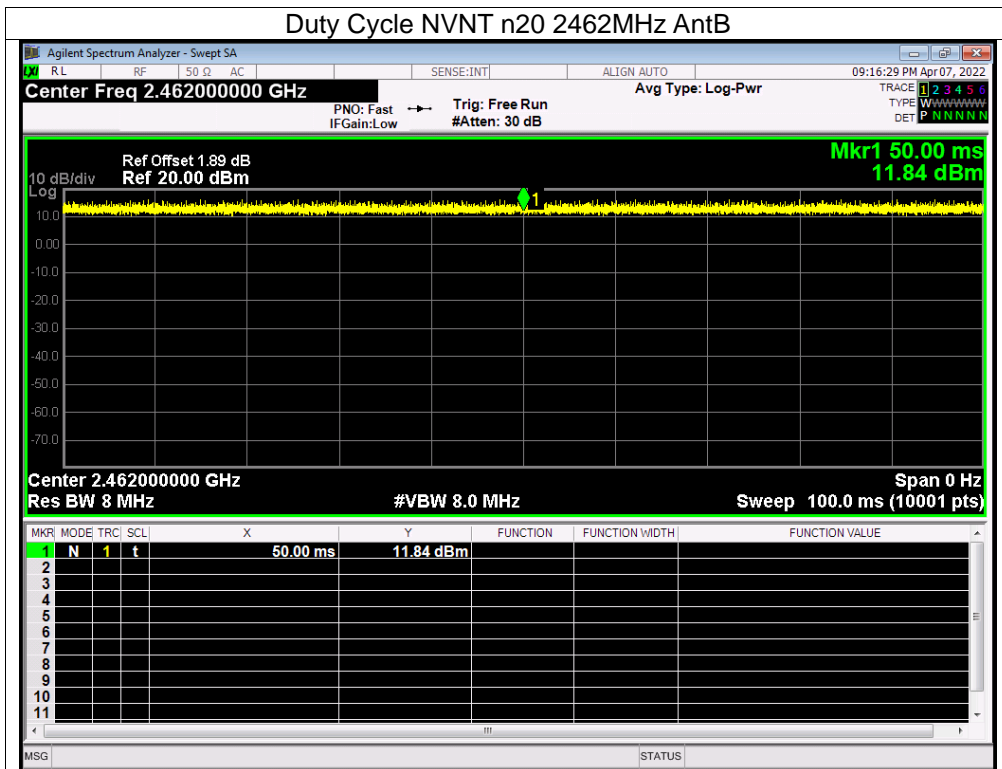 Duty Cycle NVNT n20 2462MHz AntB
Agilent Spectrum Analyzer - Swept SA
LXI RL RF 50 Ω AC SENSE:INT ALIGN AUTO 09:16:29 PM Apr 07, 2022
Center Freq 2.462000000 GHz Avg Type: Log-Pwr TRACE 1 2 3 4 5 6
PNO: Fast Trig: Free Run TYPE WWWWWWW
IFGain:Low #Atten: 30 dB DET P N N N N N
Mkr1 50.00 ms
11.84 dBm
Ref Offset 1.89 dB
10 dB/div Ref 20.00 dBm
Log
1
10.0
0.00
-10.0
-20.0
-30.0
-40.0
-50.0
-60.0
-70.0
Center 2.462000000 GHz Span 0 Hz
Res BW 8 MHz #VBW 8.0 MHz Sweep 100.0 ms (10001 pts)
MKR MODE TRC SCL X Y FUNCTION FUNCTION WIDTH FUNCTION VALUE
1 N 1 t 50.00 ms 11.84 dBm
2
3
4
5
6
7
8
9
10
11
MSG STATUS